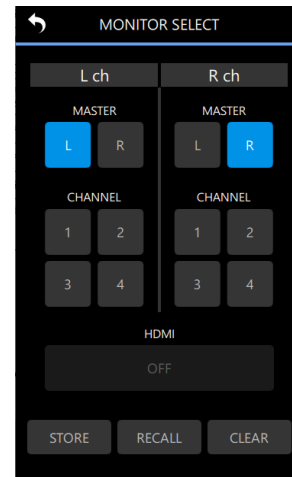 MONITOR SELECT
L ch R ch
MASTER MASTER
L R L R
CHANNEL CHANNEL
1 2 1 2
3 4 3 4
HDMI
OFF
STORE RECALL CLEAR